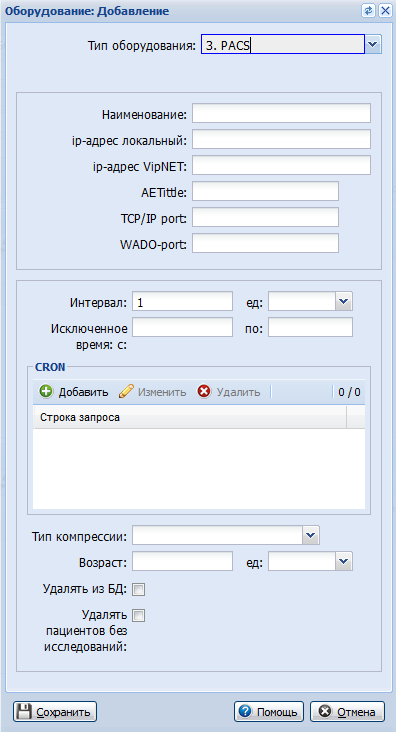 Оборудование: Добавление
Тип оборудования: 3. PACS
Наименование:
ip-адрес локальный:
ip-адрес VipNET:
AETittle:
TCP/IP port:
WADO-port:
Интервал: 1 ед:
Исключенное
время: с: по:
CRON
Добавить Изменить Удалить 0 / 0
Строка запроса
Тип компрессии:
Возраст: ед:
Удалять из БД:
Удалять
пациентов без
исследований:
Сохранить Помощь Отмена